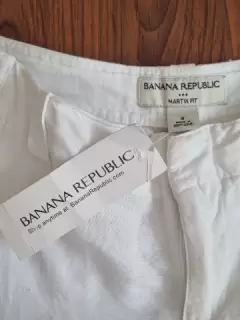 BANANA REPUBLIC
MARTIN FIT
BANANA REPUBLIC
Shop anytime at BananaRepublic.com